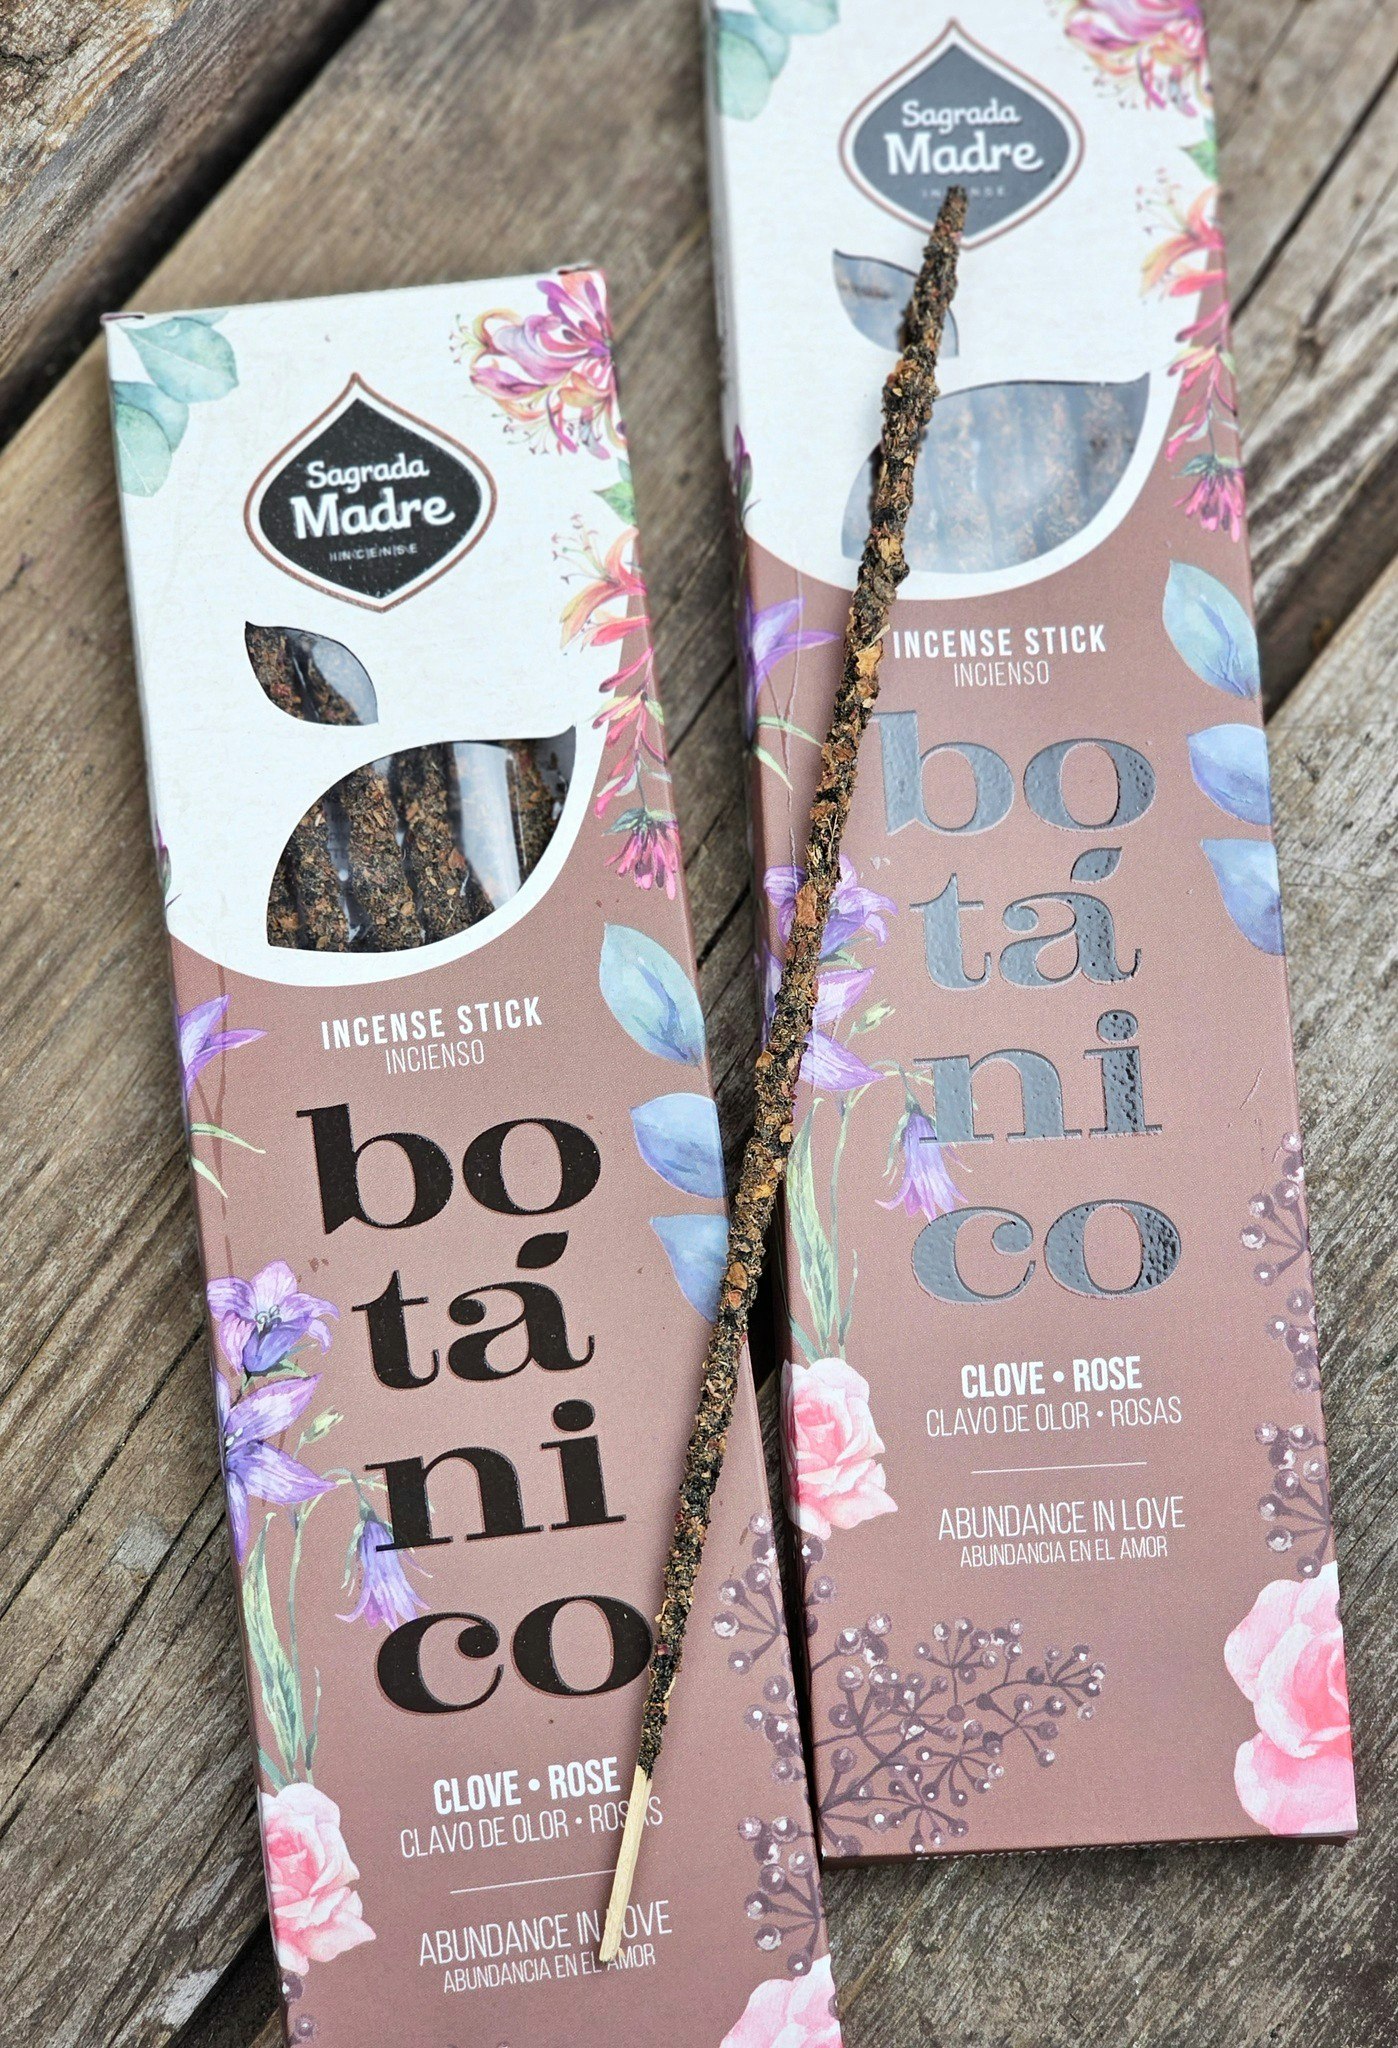 Sagrada
Madre
INCENSE
INCENSE STICK
INCIENSO
bo
tá
ni
co
CLOVE • ROSE
CLAVO DE OLOR • ROSAS
ABUNDANCE IN LOVE
ABUNDANCIA EN EL AMOR
Sagrada
Madre
INCENSE STICK
INCIENSO
bo
tá
ni
co
CLOVE • ROSE
CLAVO DE OLOR • ROSAS
ABUNDANCE IN LOVE
ABUNDANCIA EN EL AMOR